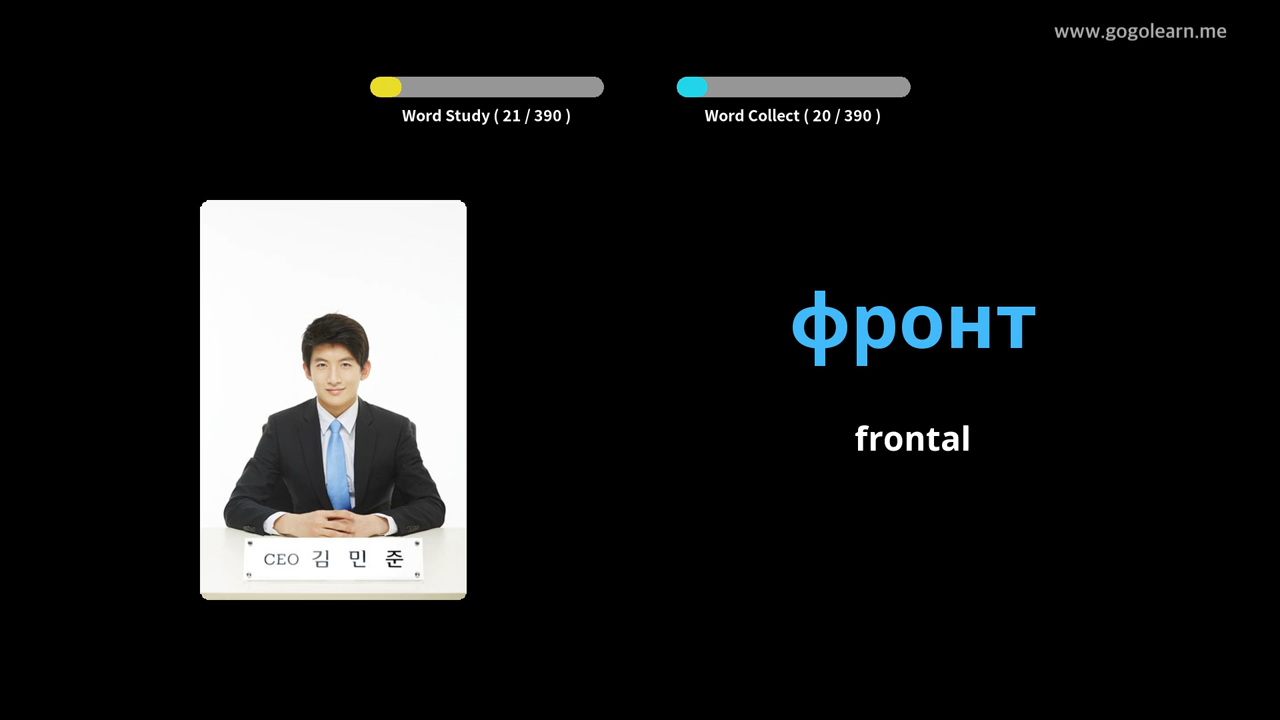 www.gogolearn.me
Word Study ( 21 / 390 )
Word Collect ( 20 / 390 )
фронт
frontal
CEO 김 민 준